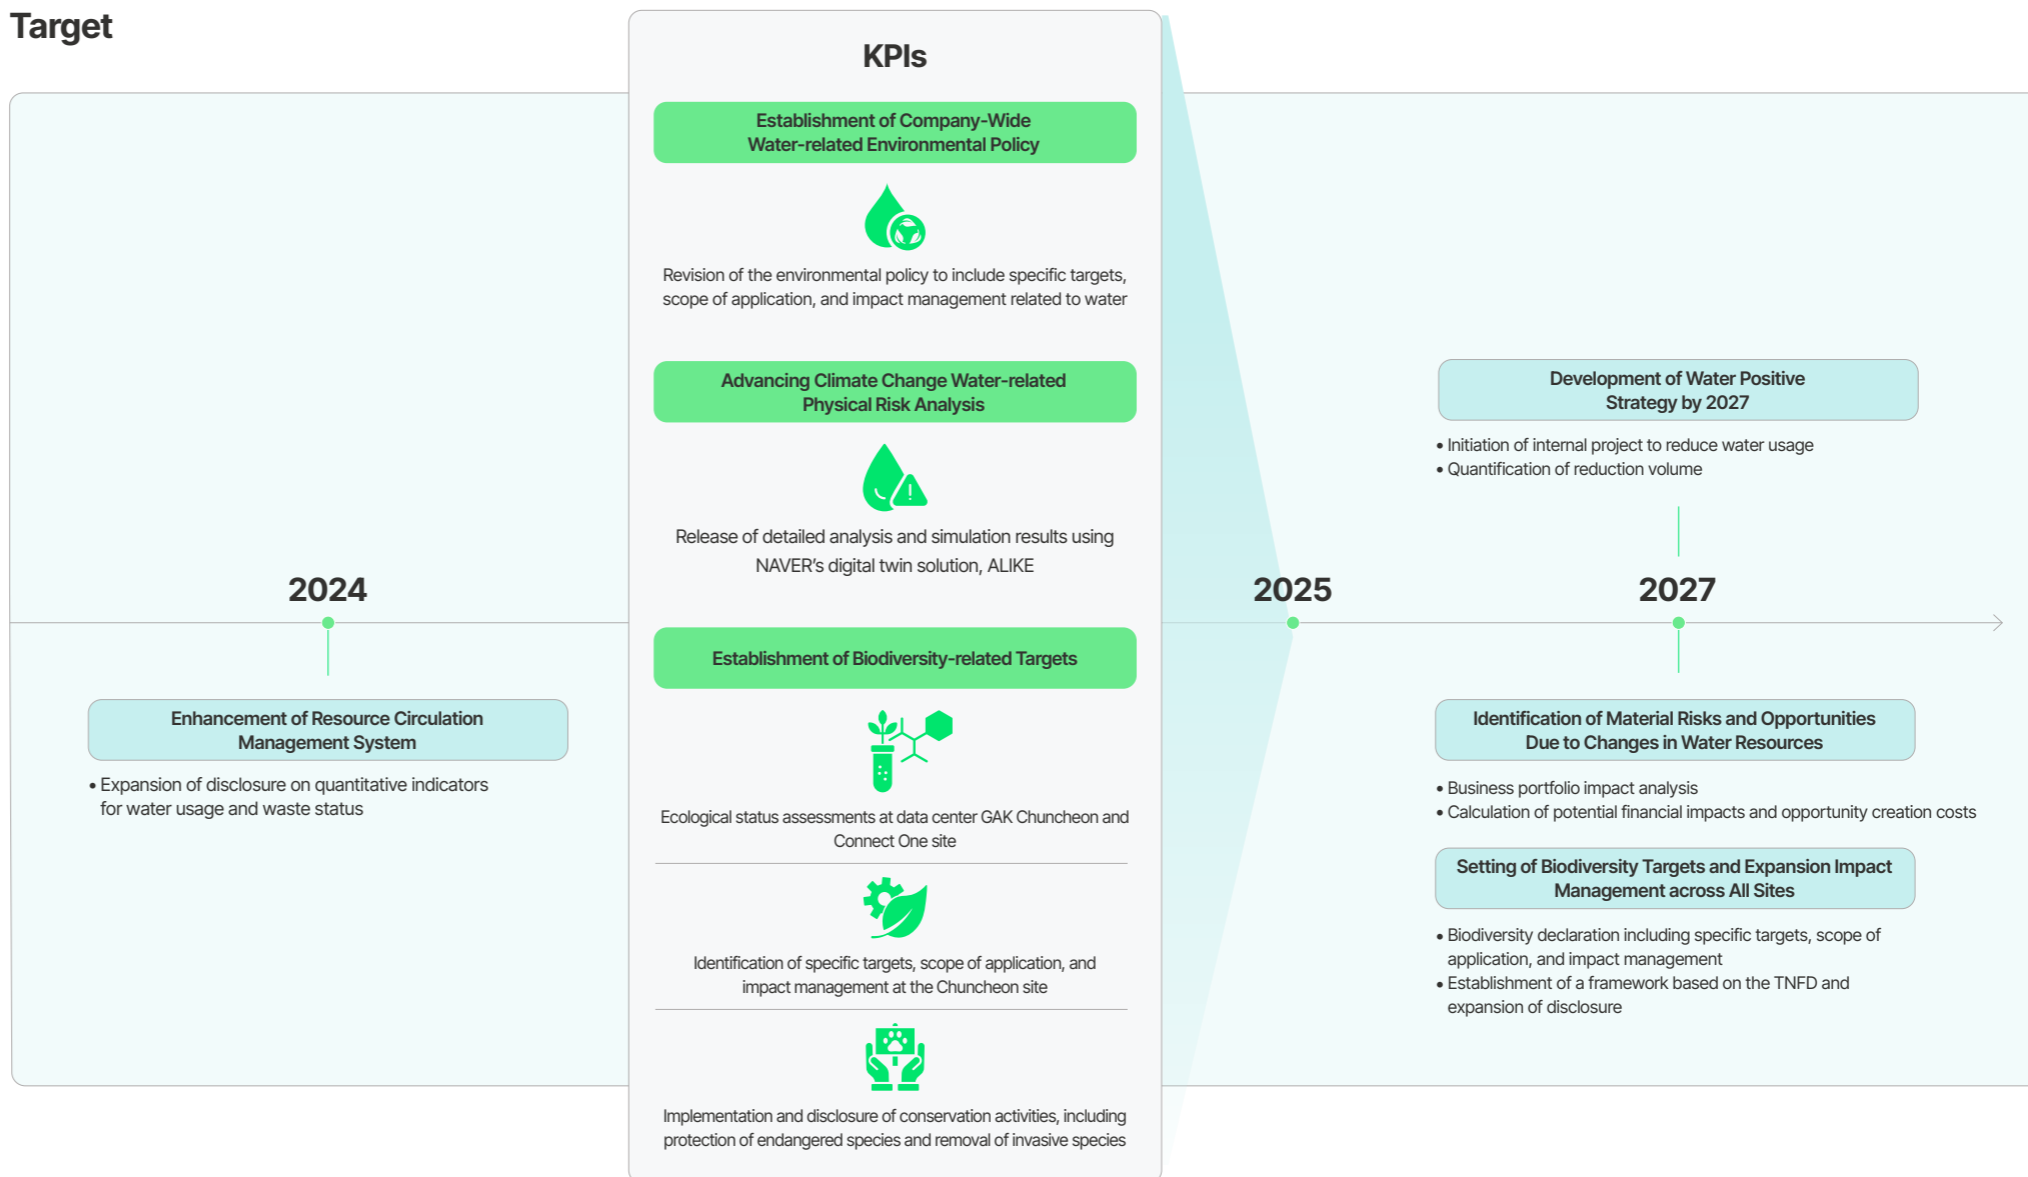 Target
2024
Enhancement of Resource Circulation
Management System
• Expansion of disclosure on quantitative indicators
for water usage and waste status
KPIs
Establishment of Company-Wide
Water-related Environmental Policy
Revision of the environmental policy to include specific targets,
scope of application, and impact management related to water
Advancing Climate Change Water-related
Physical Risk Analysis
Release of detailed analysis and simulation results using
NAVER’s digital twin solution, ALIKE
Establishment of Biodiversity-related Targets
Ecological status assessments at data center GAK Chuncheon and
Connect One site
Identification of specific targets, scope of application, and
impact management at the Chuncheon site
Implementation and disclosure of conservation activities, including
protection of endangered species and removal of invasive species
2025
Development of Water Positive
Strategy by 2027
• Initiation of internal project to reduce water usage
• Quantification of reduction volume
2027
Identification of Material Risks and Opportunities
Due to Changes in Water Resources
• Business portfolio impact analysis
• Calculation of potential financial impacts and opportunity creation costs
Setting of Biodiversity Targets and Expansion Impact
Management across All Sites
• Biodiversity declaration including specific targets, scope of
application, and impact management
• Establishment of a framework based on the TNFD and
expansion of disclosure